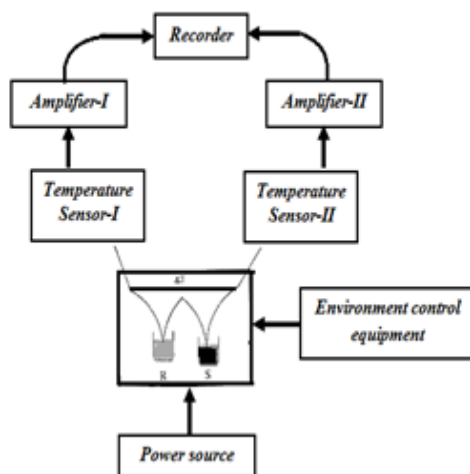 Recorder
Amplifier-I
Amplifier-II
Temperature
Sensor-I
Temperature
Sensor-II
Environment control
equipment
S
Power source